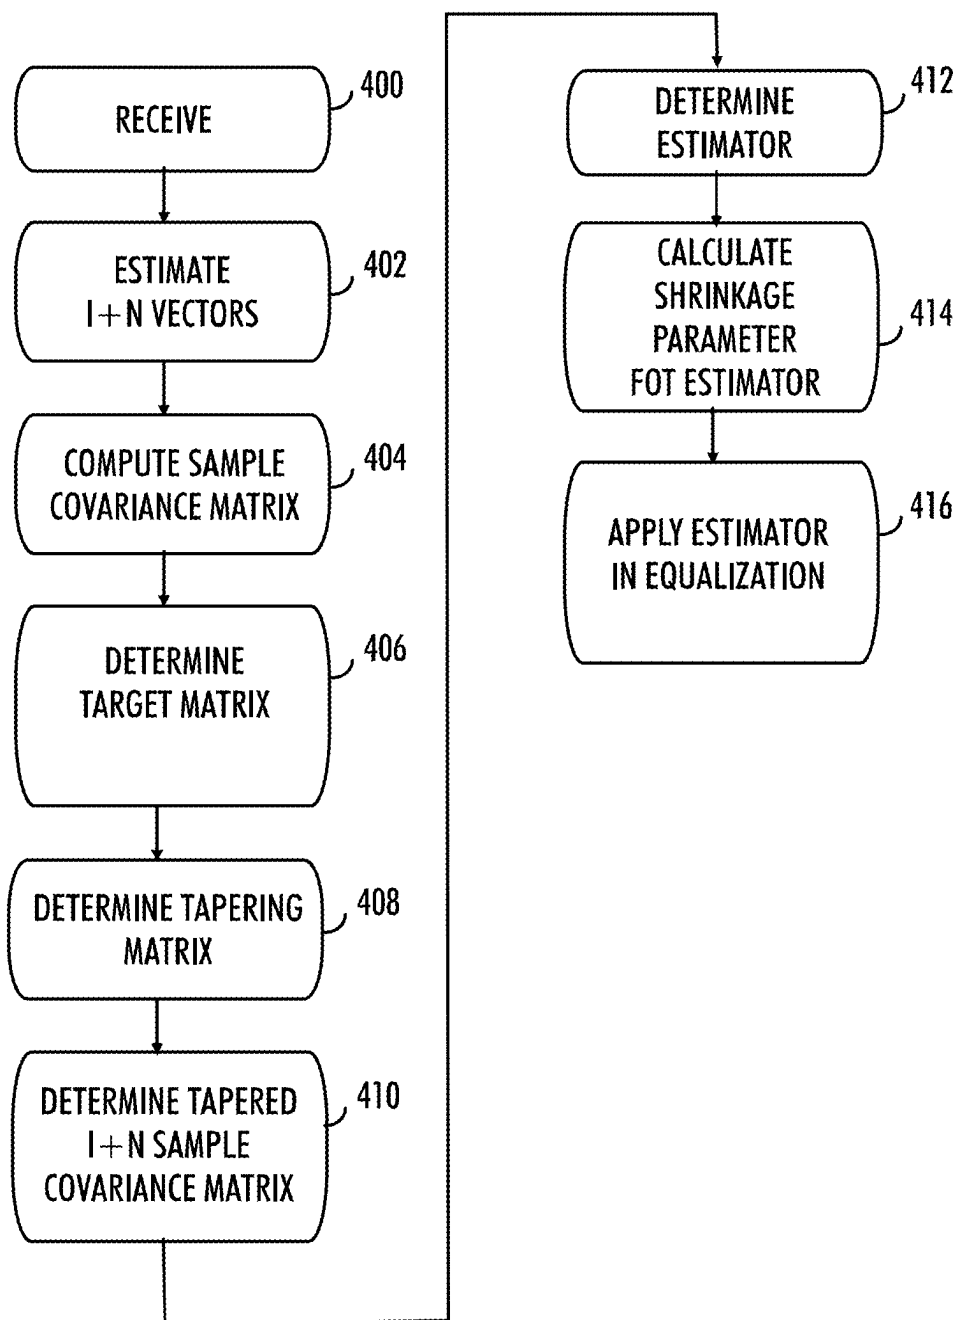 RECEIVE
400
ESTIMATE
I+N VECTORS
402
COMPUTE SAMPLE
COVARIANCE MATRIX
404
DETERMINE
TARGET MATRIX
406
DETERMINE TAPERING
MATRIX
408
DETERMINE TAPERED
I+N SAMPLE
COVARIANCE MATRIX
410
DETERMINE
ESTIMATOR
412
CALCULATE
SHRINKAGE
PARAMETER
FOT ESTIMATOR
414
APPLY ESTIMATOR
IN EQUALIZATION
416